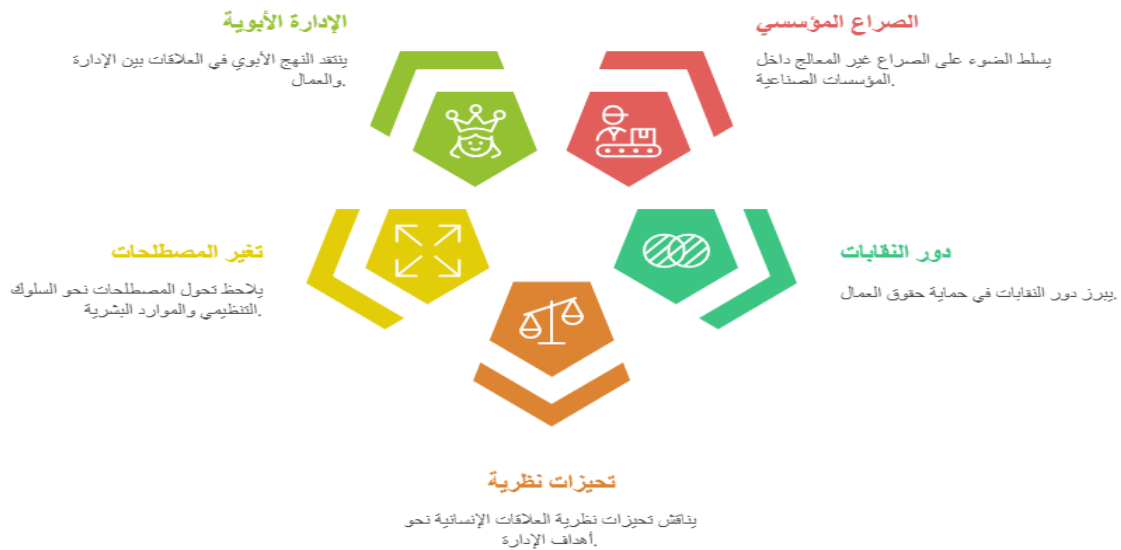 الصراع المؤسسي
يسلط الضوء على الصراع غير المعالج داخل
المؤسسات الصناعية.
الإدارة الأبوية
ينتقد النهج الأبوي في العلاقات بين الإدارة
والعمال.
دور النقابات
يبرز دور النقابات في حماية حقوق العمال.
تغير المصطلحات
يلاحظ تحول المصطلحات نحو السلوك
التنظيمي والموارد البشرية.
تحيزات نظرية
يناقش تحيزات نظرية العلاقات الإنسانية نحو
أهداف الإدارة.